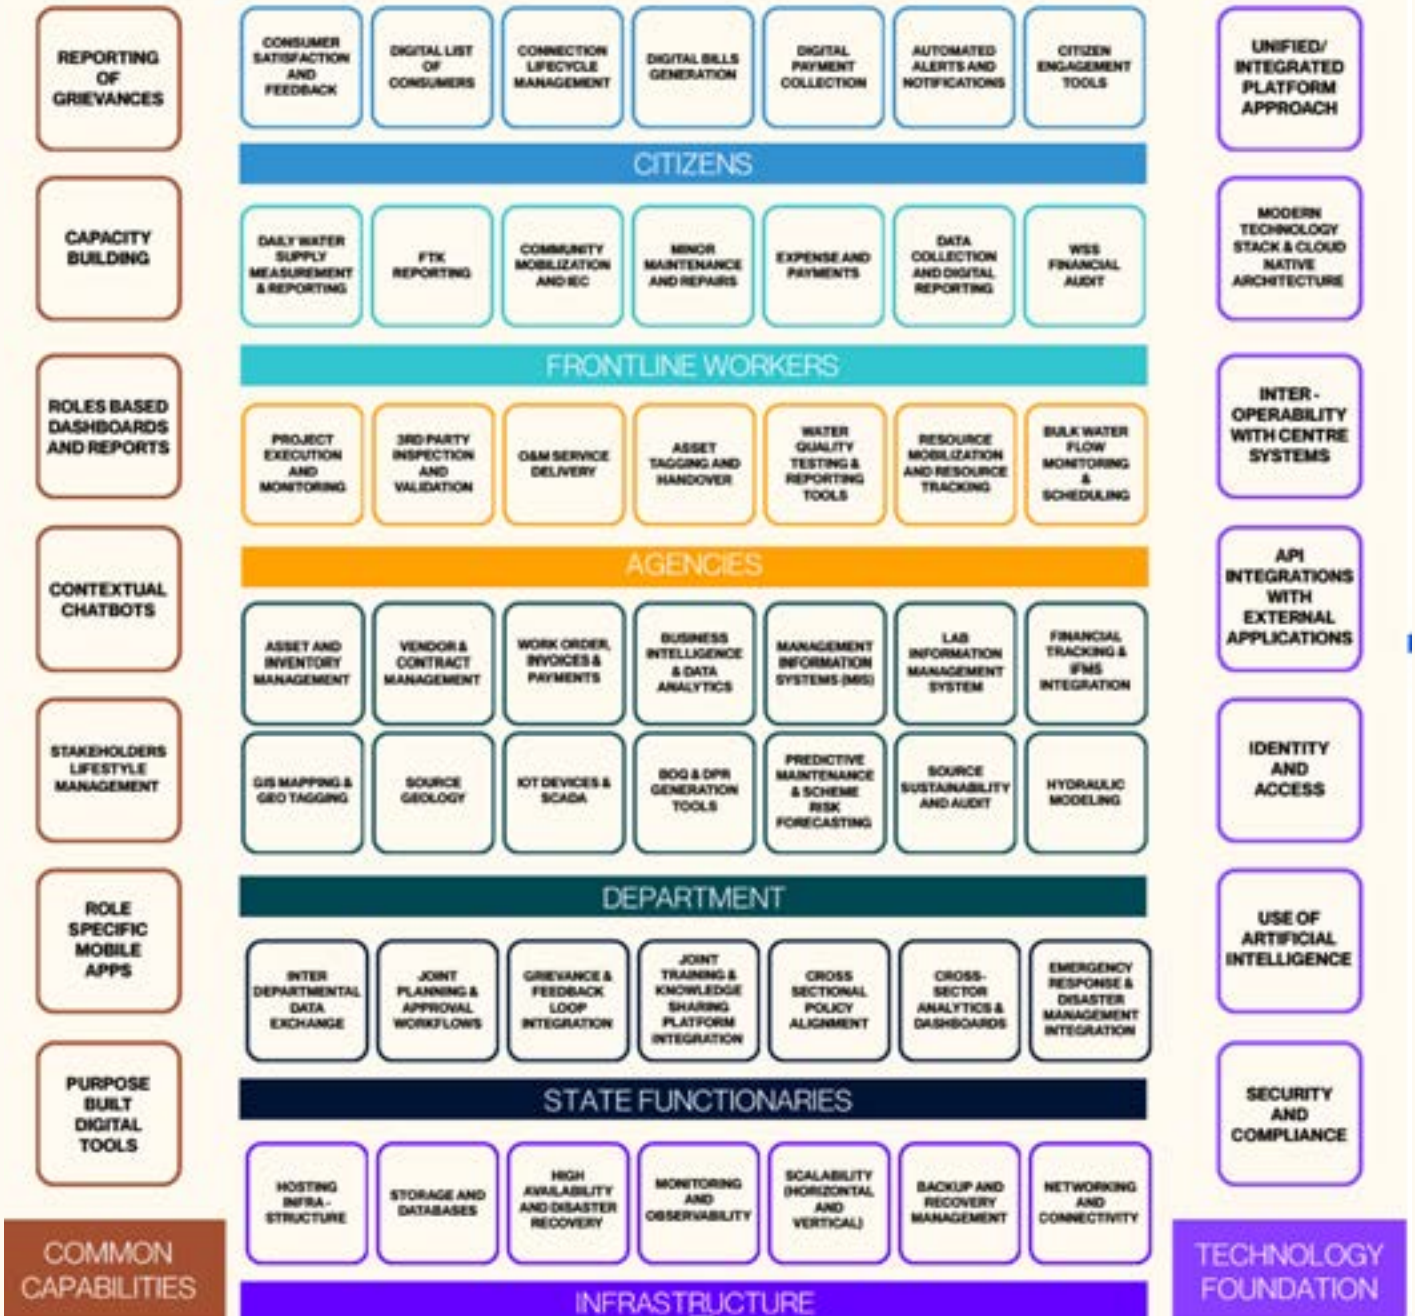 REPORTING
OF
GRIEVANCES
CAPACITY
BUILDING
ROLES BASED
DASHBOARDS
AND REPORTS
CONTEXTUAL
CHATBOTS
STAKEHOLDERS
LIFESTYLE
MANAGEMENT
ROLE
SPECIFIC
MOBILE
APPS
PURPOSE
BUILT
DIGITAL
TOOLS
COMMON
CAPABILITIES
CONSUMER
SATISFACTION
AND
FEEDBACK
DIGITAL LIST
OF
CONSUMERS
CONNECTION
LIFECYCLE
MANAGEMENT
DIGITAL BILLS
GENERATION
DIGITAL
PAYMENT
COLLECTION
AUTOMATED
ALERTS AND
NOTIFICATIONS
CITIZEN
ENGAGEMENT
TOOLS
CITIZENS
DAILY WATER
SUPPLY
MEASUREMENT
& REPORTING
FTK
REPORTING
COMMUNITY
MOBILIZATION
AND IEC
MINOR
MAINTENANCE
AND REPAIRS
EXPENSE AND
PAYMENTS
DATA
COLLECTION
AND DIGITAL
REPORTING
WSS
FINANCIAL
AUDIT
FRONTLINE WORKERS
PROJECT
EXECUTION
AND
MONITORING
3RD PARTY
INSPECTION
AND
VALIDATION
O&M SERVICE
DELIVERY
ASSET
TAGGING AND
HANDOVER
WATER
QUALITY
TESTING &
REPORTING
TOOLS
RESOURCE
MOBILIZATION
AND RESOURCE
TRACKING
BULK WATER
FLOW
MONITORING
&
SCHEDULING
AGENCIES
ASSET AND
INVENTORY
MANAGEMENT
VENDOR &
CONTRACT
MANAGEMENT
WORK ORDER,
INVOICES &
PAYMENTS
BUSINESS
INTELLIGENCE
& DATA
ANALYTICS
MANAGEMENT
INFORMATION
SYSTEMS (MIS)
LAB
INFORMATION
MANAGEMENT
SYSTEM
FINANCIAL
TRACKING &
IFMS
INTEGRATION
GIS MAPPING &
GEO TAGGING
SOURCE
GEOLOGY
IOT DEVICES &
SCADA
BOQ & DPR
GENERATION
TOOLS
PREDICTIVE
MAINTENANCE
& SCHEME
RISK
FORECASTING
SOURCE
SUSTAINABILITY
AND AUDIT
HYDRAULIC
MODELING
DEPARTMENT
INTER
DEPARTMENTAL
DATA
EXCHANGE
JOINT
PLANNING &
APPROVAL
WORKFLOWS
GRIEVANCE &
FEEDBACK
LOOP
INTEGRATION
JOINT
TRAINING &
KNOWLEDGE
SHARING
PLATFORM
INTEGRATION
CROSS
SECTIONAL
POLICY
ALIGNMENT
CROSS-
SECTOR
ANALYTICS &
DASHBOARDS
EMERGENCY
RESPONSE &
DISASTER
MANAGEMENT
INTEGRATION
STATE FUNCTIONARIES
HOSTING
INFRA -
STRUCTURE
STORAGE AND
DATABASES
HIGH
AVAILABILITY
AND DISASTER
RECOVERY
MONITORING
AND
OBSERVABILITY
SCALABILITY
(HORIZONTAL
AND
VERTICAL)
BACKUP AND
RECOVERY
MANAGEMENT
NETWORKING
AND
CONNECTIVITY
INFRASTRUCTURE
UNIFIED/
INTEGRATED
PLATFORM
APPROACH
MODERN
TECHNOLOGY
STACK & CLOUD
NATIVE
ARCHITECTURE
INTER -
OPERABILITY
WITH CENTRE
SYSTEMS
API
INTEGRATIONS
WITH
EXTERNAL
APPLICATIONS
IDENTITY
AND
ACCESS
USE OF
ARTIFICIAL
INTELLIGENCE
SECURITY
AND
COMPLIANCE
TECHNOLOGY
FOUNDATION